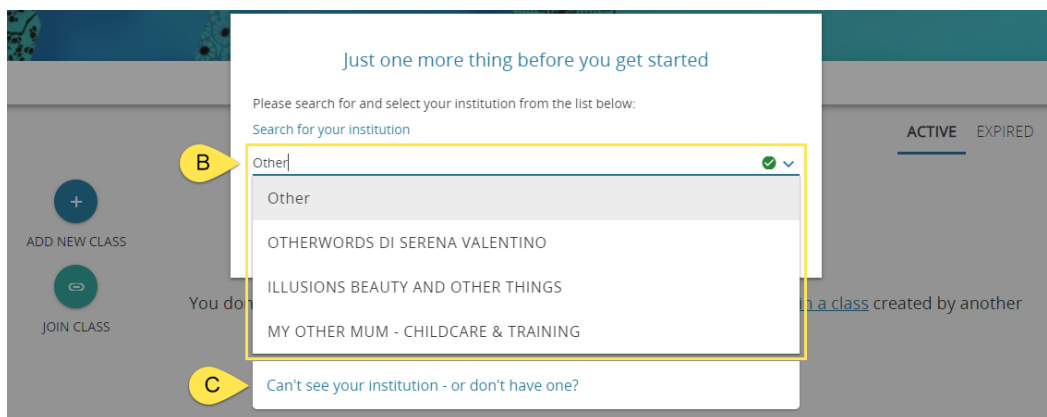 Just one more thing before you get started
Please search for and select your institution from the list below:
Search for your institution
ACTIVE EXPIRED
B
Other
Other
ADD NEW CLASS
OTHERWORDS DI SERENA VALENTINO
ILLUSIONS BEAUTY AND OTHER THINGS
You in a class created by another
JOIN CLASS
MY OTHER MUM - CHILDCARE & TRAINING
C
Can't see your institution - or don't have one?